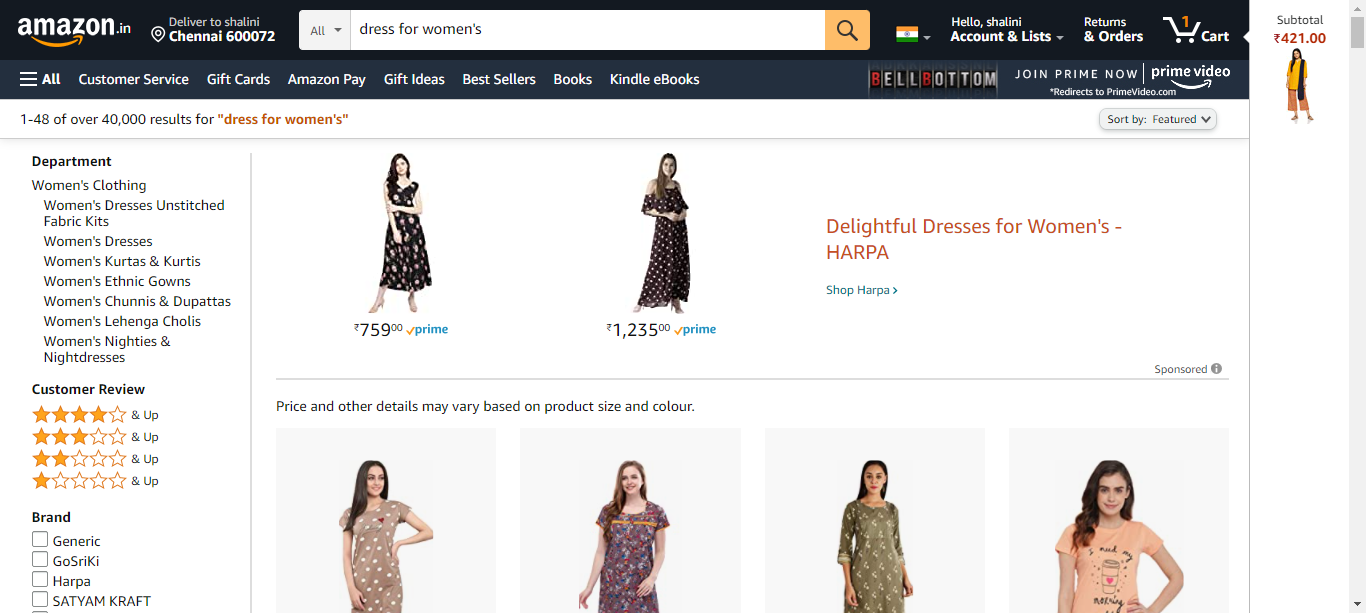 amazon.in
Deliver to shalini
Chennai 600072
All
dress for women's
Hello, shalini
Account & Lists
Returns
& Orders
1
Cart
Subtotal
₹421.00
All
Customer Service
Gift Cards
Amazon Pay
Gift Ideas
Best Sellers
Books
Kindle eBooks
BELLBOTTOM
JOIN PRIME NOW
prime video
*Redirects to PrimeVideo.com
1-48 of over 40,000 results for "dress for women's"
Sort by: Featured
Department
Women's Clothing
Women's Dresses Unstitched
Fabric Kits
Women's Dresses
Women's Kurtas & Kurtis
Women's Ethnic Gowns
Women's Chunnis & Dupattas
Women's Lehenga Cholis
Women's Nighties &
Nightdresses
Customer Review
& Up
& Up
& Up
& Up
Brand
Generic
GoSriKi
Harpa
SATYAM KRAFT
₹75900 prime
₹1,23500 prime
Delightful Dresses for Women's -
HARPA
Shop Harpa ›
Sponsored
Price and other details may vary based on product size and colour.
i need my
morning